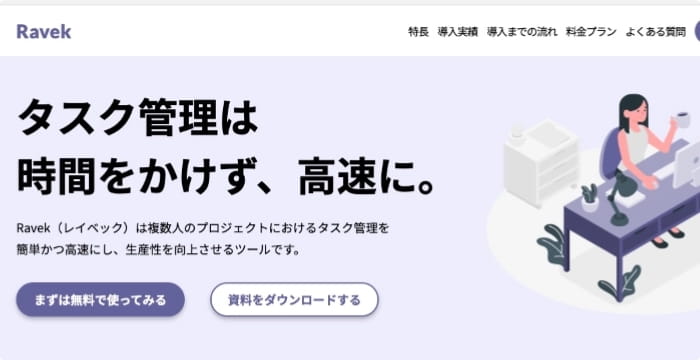 Ravek
特長 導入実績 導入までの流れ 料金プラン よくある質問
タスク管理は
時間をかけず、高速に。
Ravek（レイベック）は複数人のプロジェクトにおけるタスク管理を
簡単かつ高速にし、生産性を向上させるツールです。
まずは無料で使ってみる 資料をダウンロードする